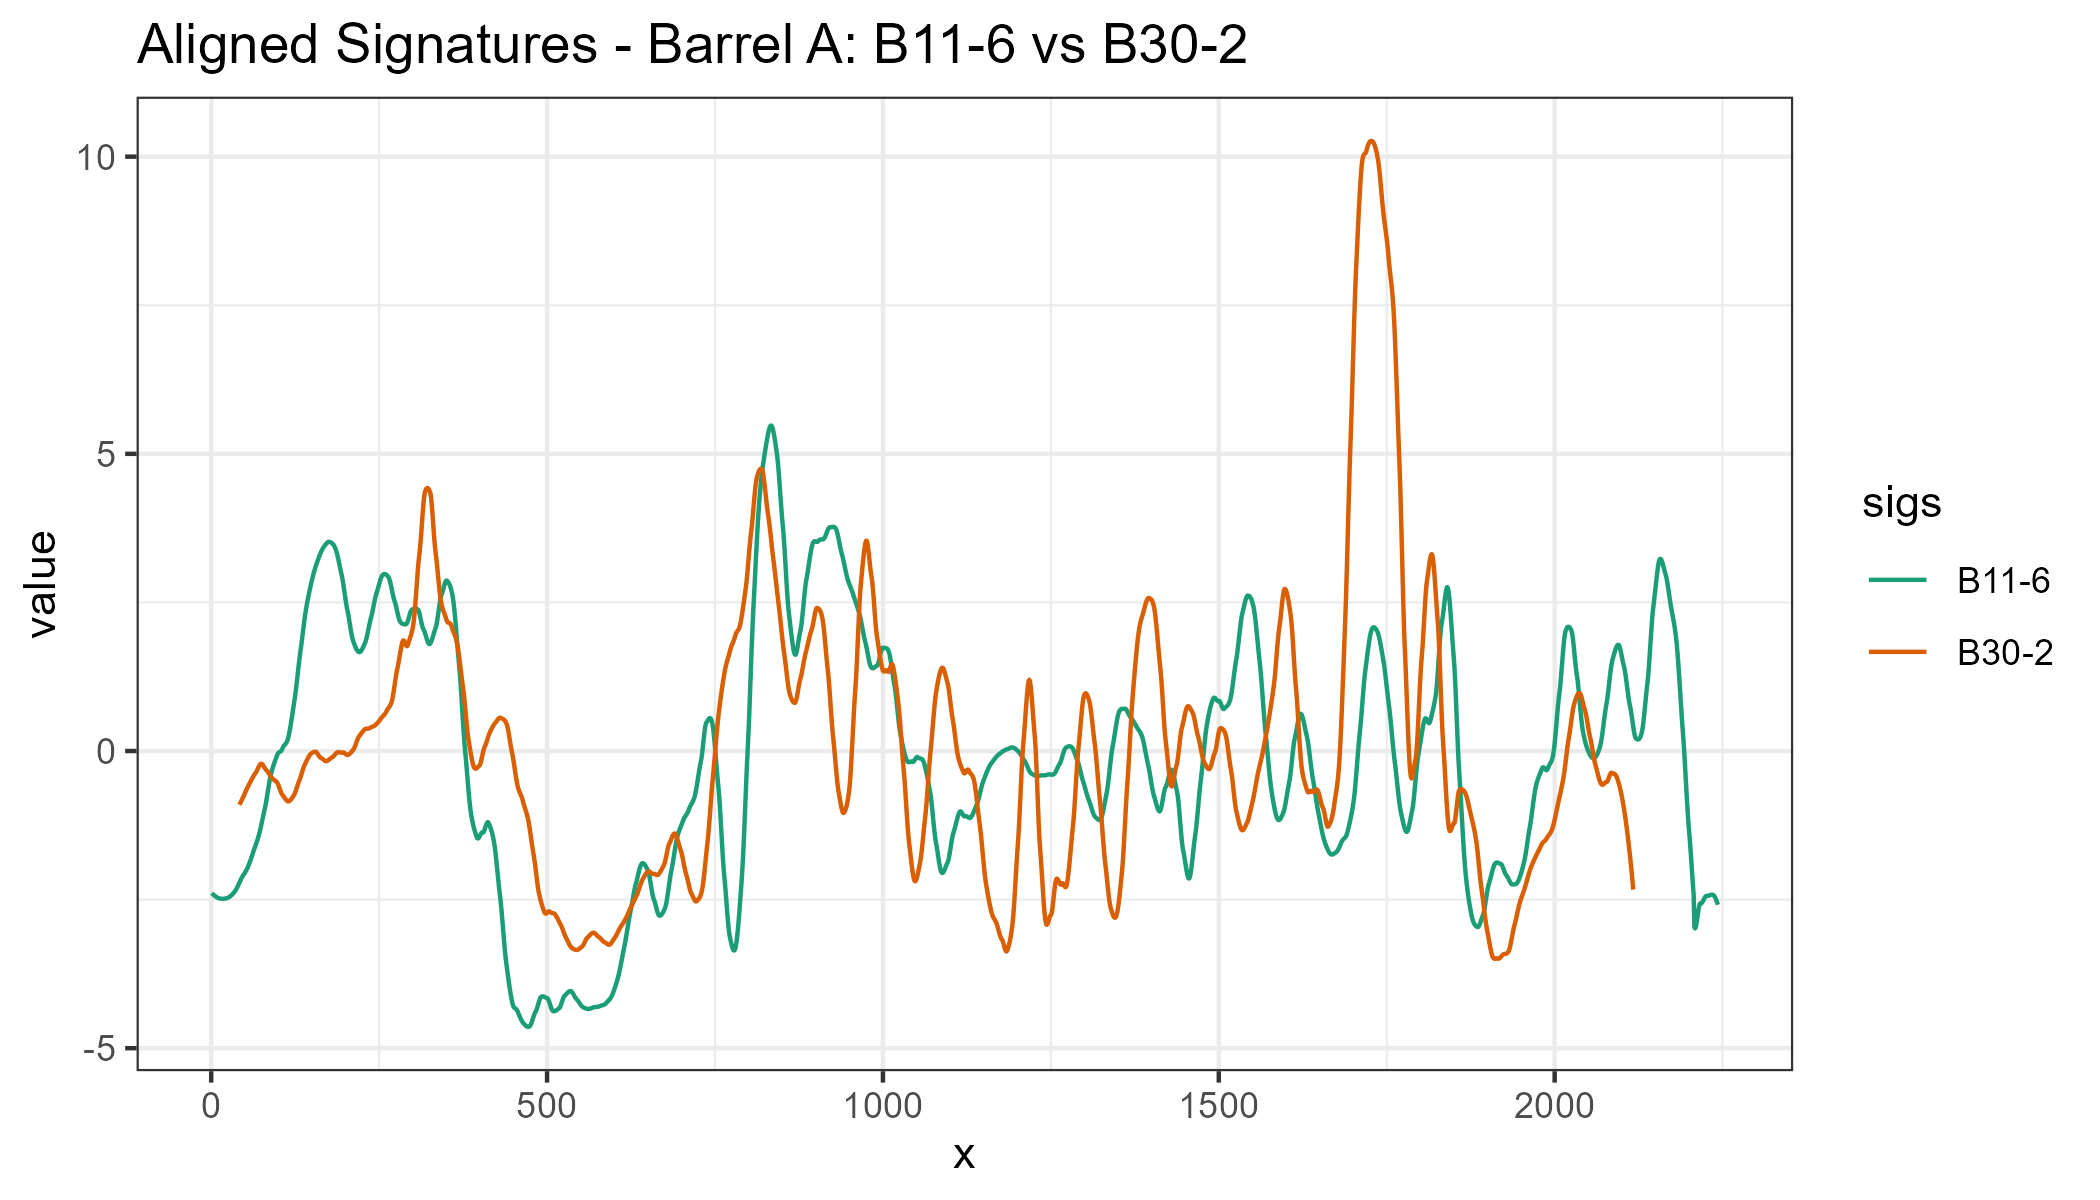 Aligned Signatures - Barrel A: B11-6 vs B30-2
10
5
0
-5
value
0 500 1000 1500 2000
x
sigs
B11-6
B30-2